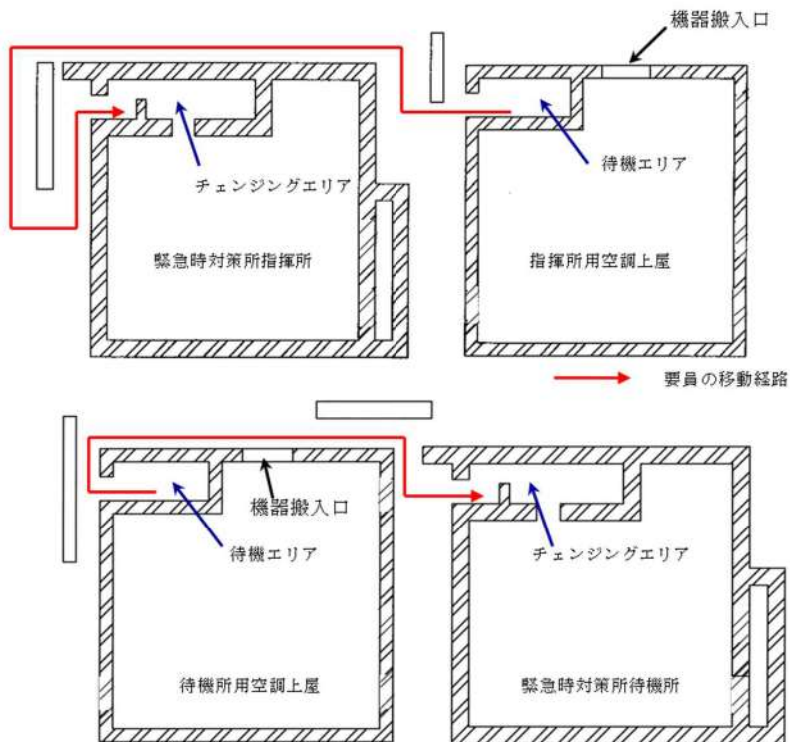 機器搬入口
チェンジングエリア
待機エリア
緊急時対策所指揮所
指揮所用空調上屋
要員の移動経路
機器搬入口
待機エリア
チェンジングエリア
待機所用空調上屋
緊急時対策所待機所